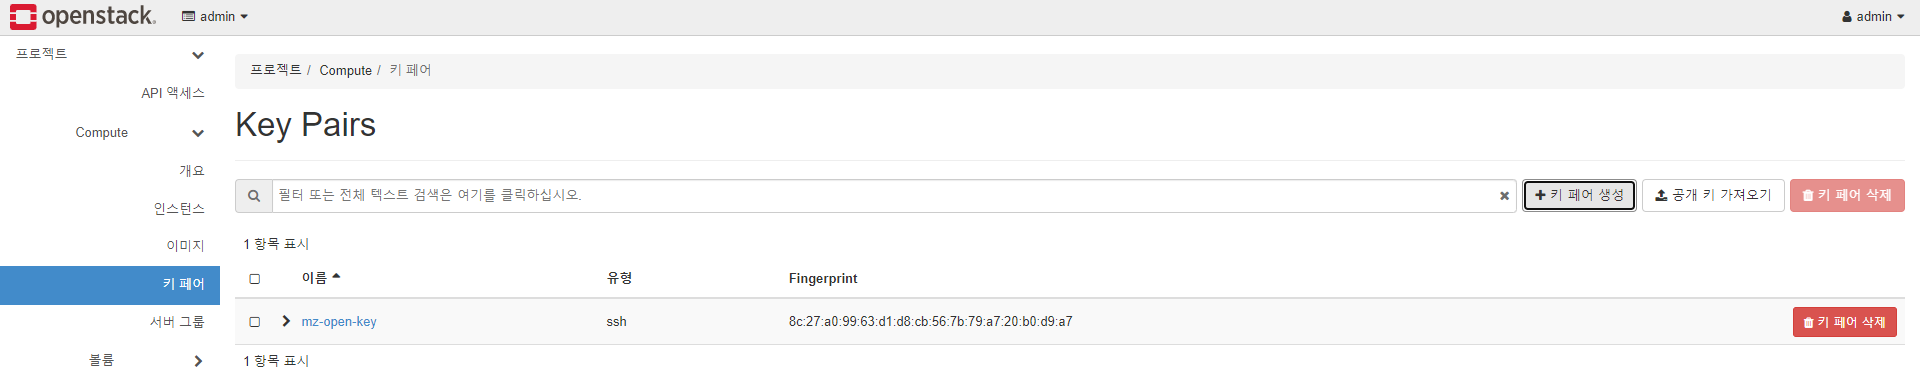 openstack. admin admin
프로젝트
프로젝트 / Compute / 키 페어
API 액세스
Key Pairs
Compute
개요
필터 또는 전체 텍스트 검색은 여기를 클릭하십시오. 키 페어 생성 공개 키 가져오기 키 페어 삭제
인스턴스
이미지
1 항목 표시
이름 유형 Fingerprint
키 페어
서버 그룹
mz-open-key ssh 8c:27:a0:99:63:d1:d8:cb:56:7b:79:a7:20:b0:d9:a7 키 페어 삭제
볼륨
1 항목 표시